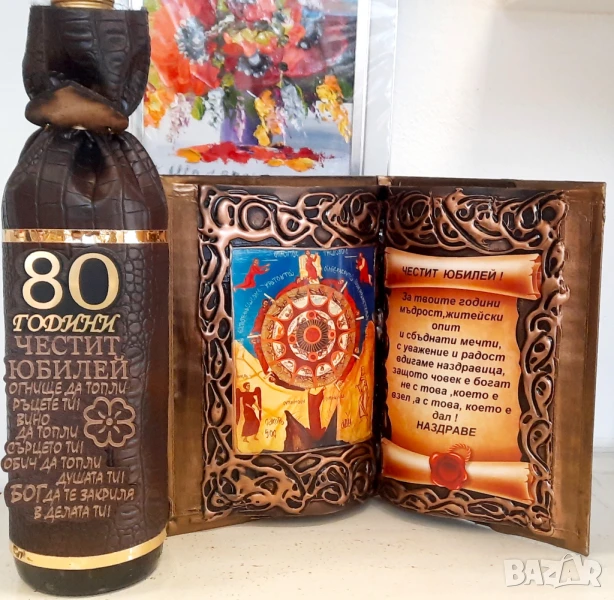 80
ГОДИНИ
ЧЕСТИТ
ЮБИЛЕЙ
ОГНИЩЕ ДА ТОПЛИ
РЪЦЕТЕ ТИ!
ВИНО
ДА ТОПЛИ
СЪРЦЕТО ТИ!
ОБИЧ ДА ТОПЛИ
ДУШАТА ТИ!
БОГ ДА ТЕ ЗАКРИЛЯ
В ДЕЛАТА ТИ!
ЧЕСТИТ ЮБИЛЕЙ !
За твоите години
мъдрост,житейски
опит
и сбъднати мечти,
с уважение и радост
вдигаме наздравица,
защото човек е богат
не с това ,което е
взел ,а с това, което е
дал !
НАЗДРАВЕ
BAZAR